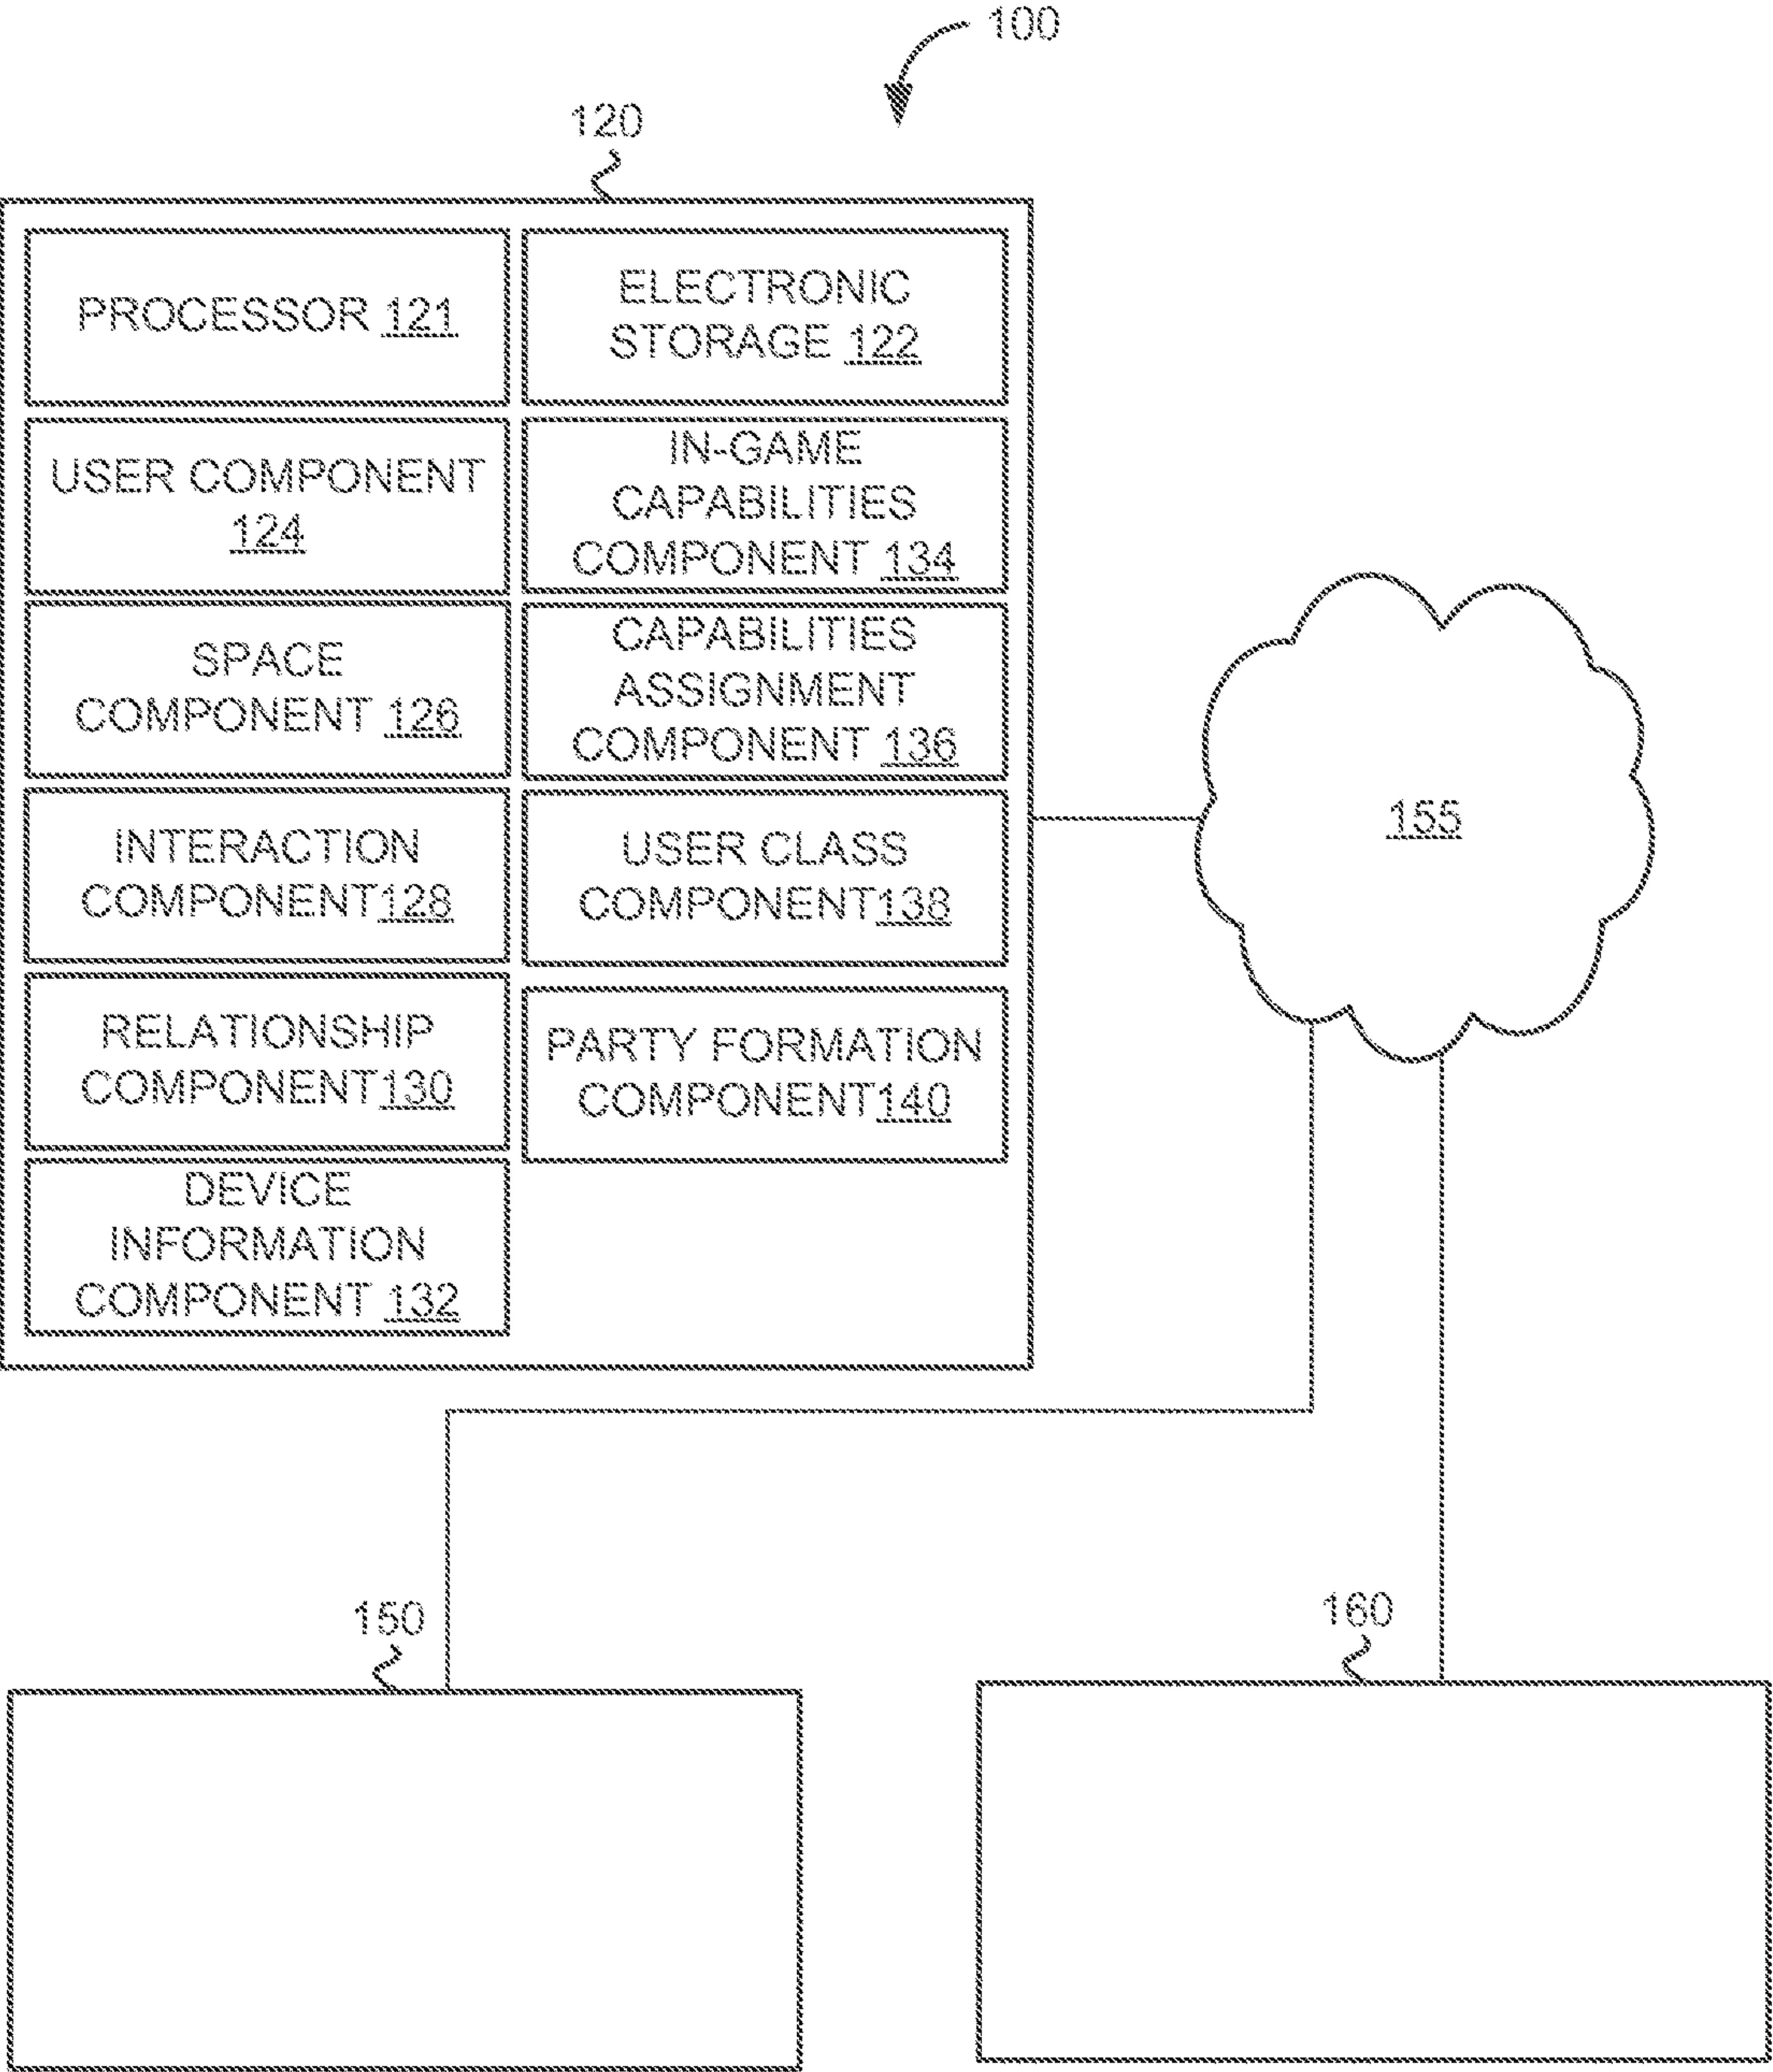 100
120
PROCESSOR 121
ELECTRONIC
STORAGE 122
USER COMPONENT
124
IN-GAME
CAPABILITIES
COMPONENT 134
SPACE
COMPONENT 126
CAPABILITIES
ASSIGNMENT
COMPONENT 136
INTERACTION
COMPONENT128
USER CLASS
COMPONENT138
RELATIONSHIP
COMPONENT130
PARTY FORMATION
COMPONENT140
DEVICE
INFORMATION
COMPONENT 132
155
150
160